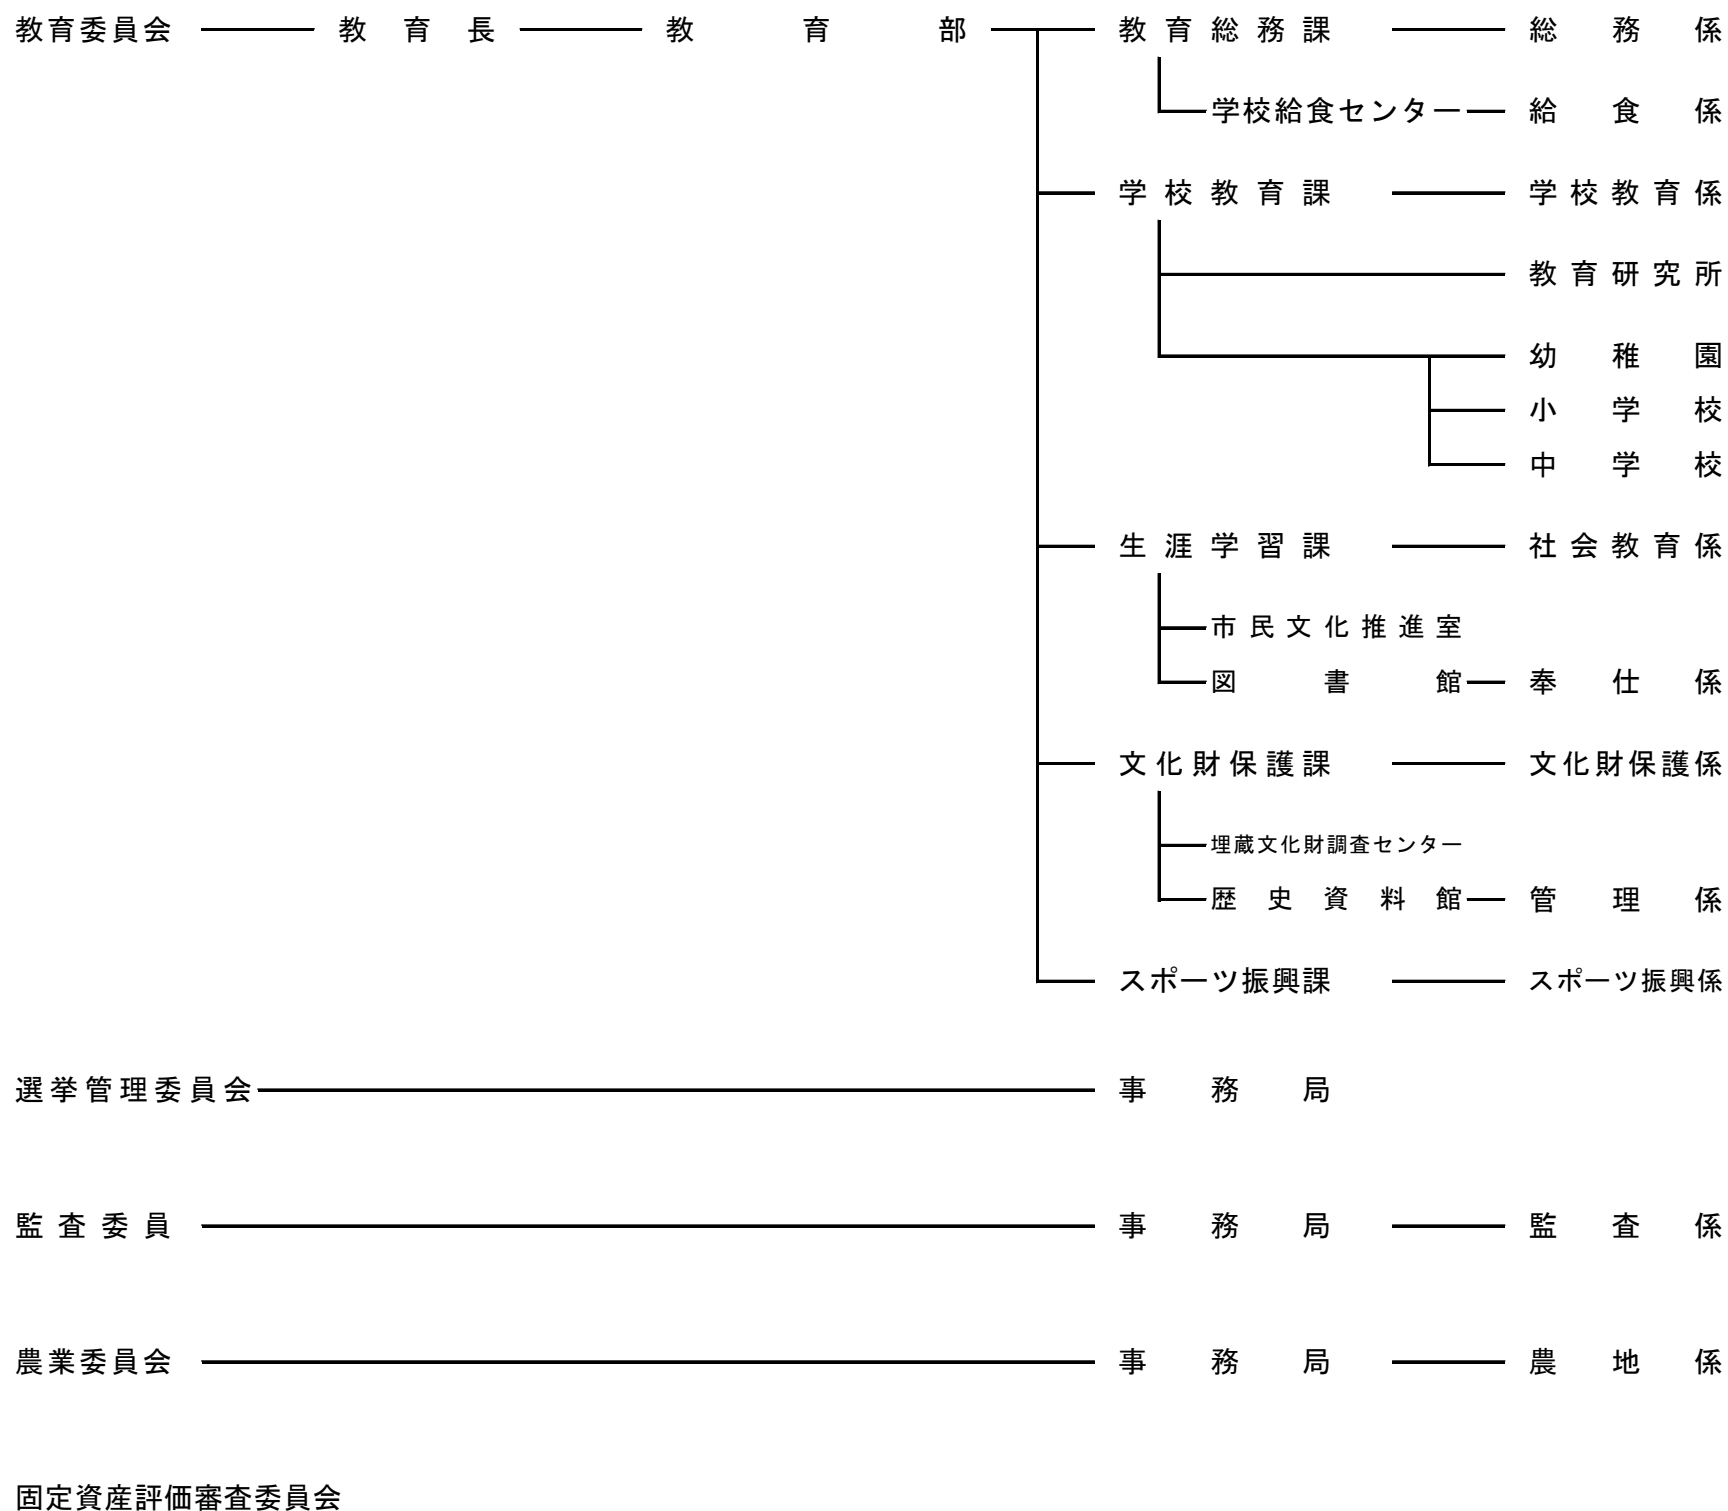 教育委員会 教育長 教育部 教育総務課 総務係
学校給食センター 給食係
学校教育課 学校教育係
教育研究所
幼稚園
小学校
中学校
生涯学習課 社会教育係
市民文化推進室
図書館 奉仕係
文化財保護課 文化財保護係
埋蔵文化財調査センター
歴史資料館 管理係
スポーツ振興課 スポーツ振興係
選挙管理委員会 事務局
監査委員 事務局 監査係
農業委員会 事務局 農地係
固定資産評価審査委員会